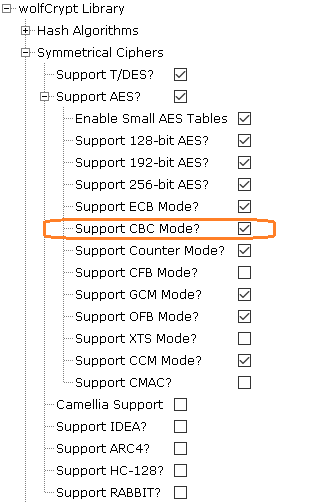 wolfCrypt Library
Hash Algorithms
Symmetrical Ciphers
Support T/DES?
Support AES?
Enable Small AES Tables
Support 128-bit AES?
Support 192-bit AES?
Support 256-bit AES?
Support ECB Mode?
Support CBC Mode?
Support Counter Mode?
Support CFB Mode?
Support GCM Mode?
Support OFB Mode?
Support XTS Mode?
Support CCM Mode?
Support CMAC?
Camellia Support
Support IDEA?
Support ARC4?
Support HC-128?
Support RABBIT?